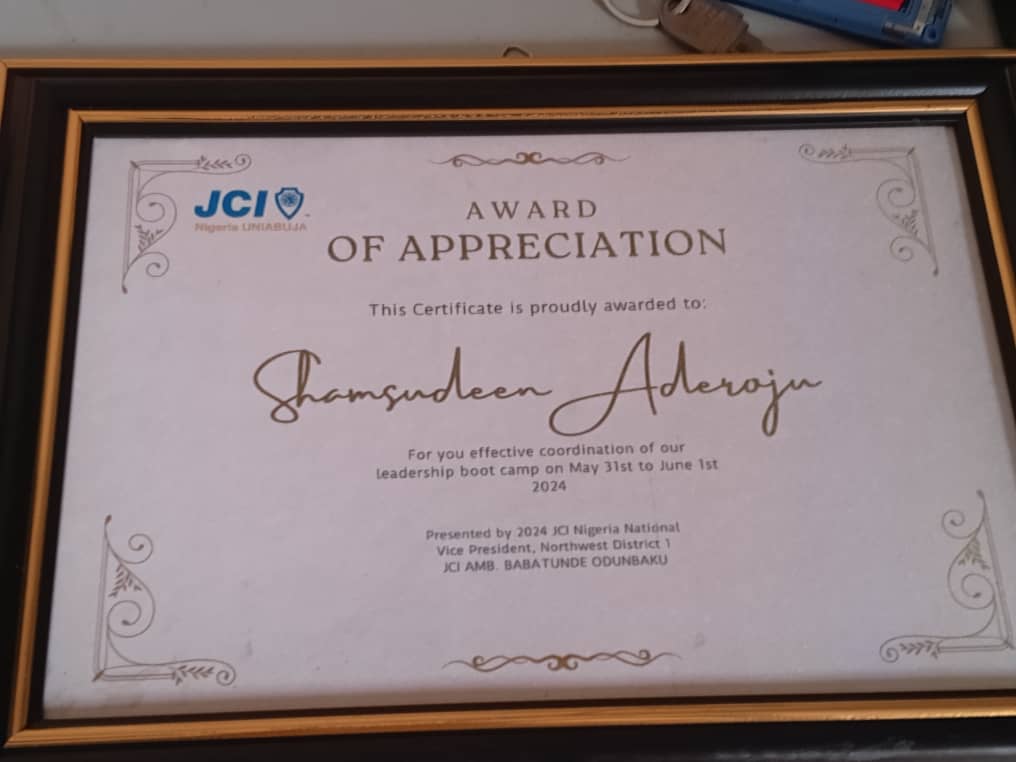 JCI
Nigeria UNIABUJA
AWARD
OF APPRECIATION
This Certificate is proudly awarded to:
Shamsudeen Aderoju
For you effective coordination of our
leadership boot camp on May 31st to June 1st
2024
Presented by 2024 JCI Nigeria National
Vice President, Northwest District 1
JCI AMB. BABATUNDE ODUNBAKU